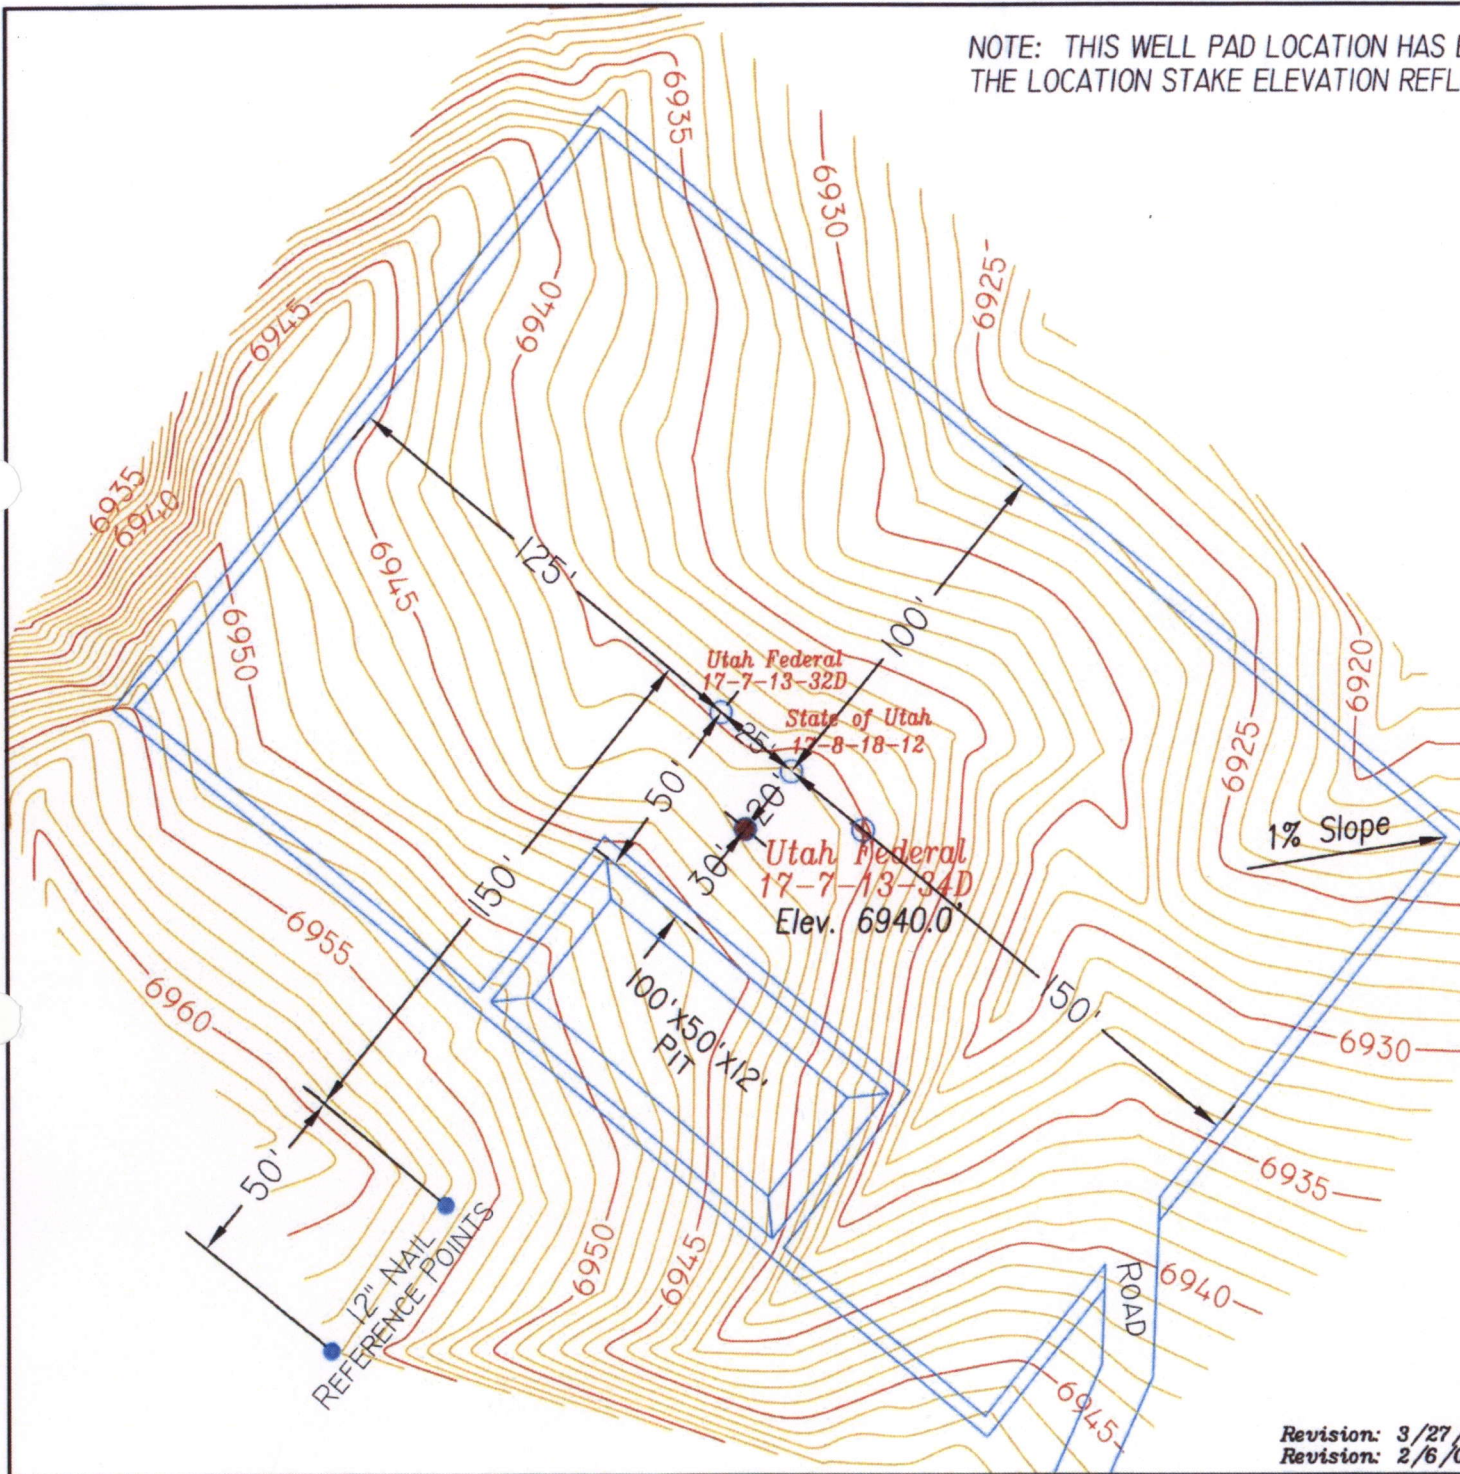 NOTE: THIS WELL PAD LOCATION HAS
THE LOCATION STAKE ELEVATION
6935
6930
6925
6945
6940
6935
6940
6945
6950
125'
100'
6920
6925
Utah Federal
17-7-13-32D
State of Utah
17-8-18-12
25'
50'
20'
30'
1% Slope
Utah Federal
17-7-13-34D
Elev. 6940.0'
150'
6955
6960
100'X50'X12'
PIT
150'
6930
50'
6935
12" NAIL
REFERENCE POINTS
6950
6945
6940
ROAD
6945
Revision: 3/27/
Revision: 2/6/0